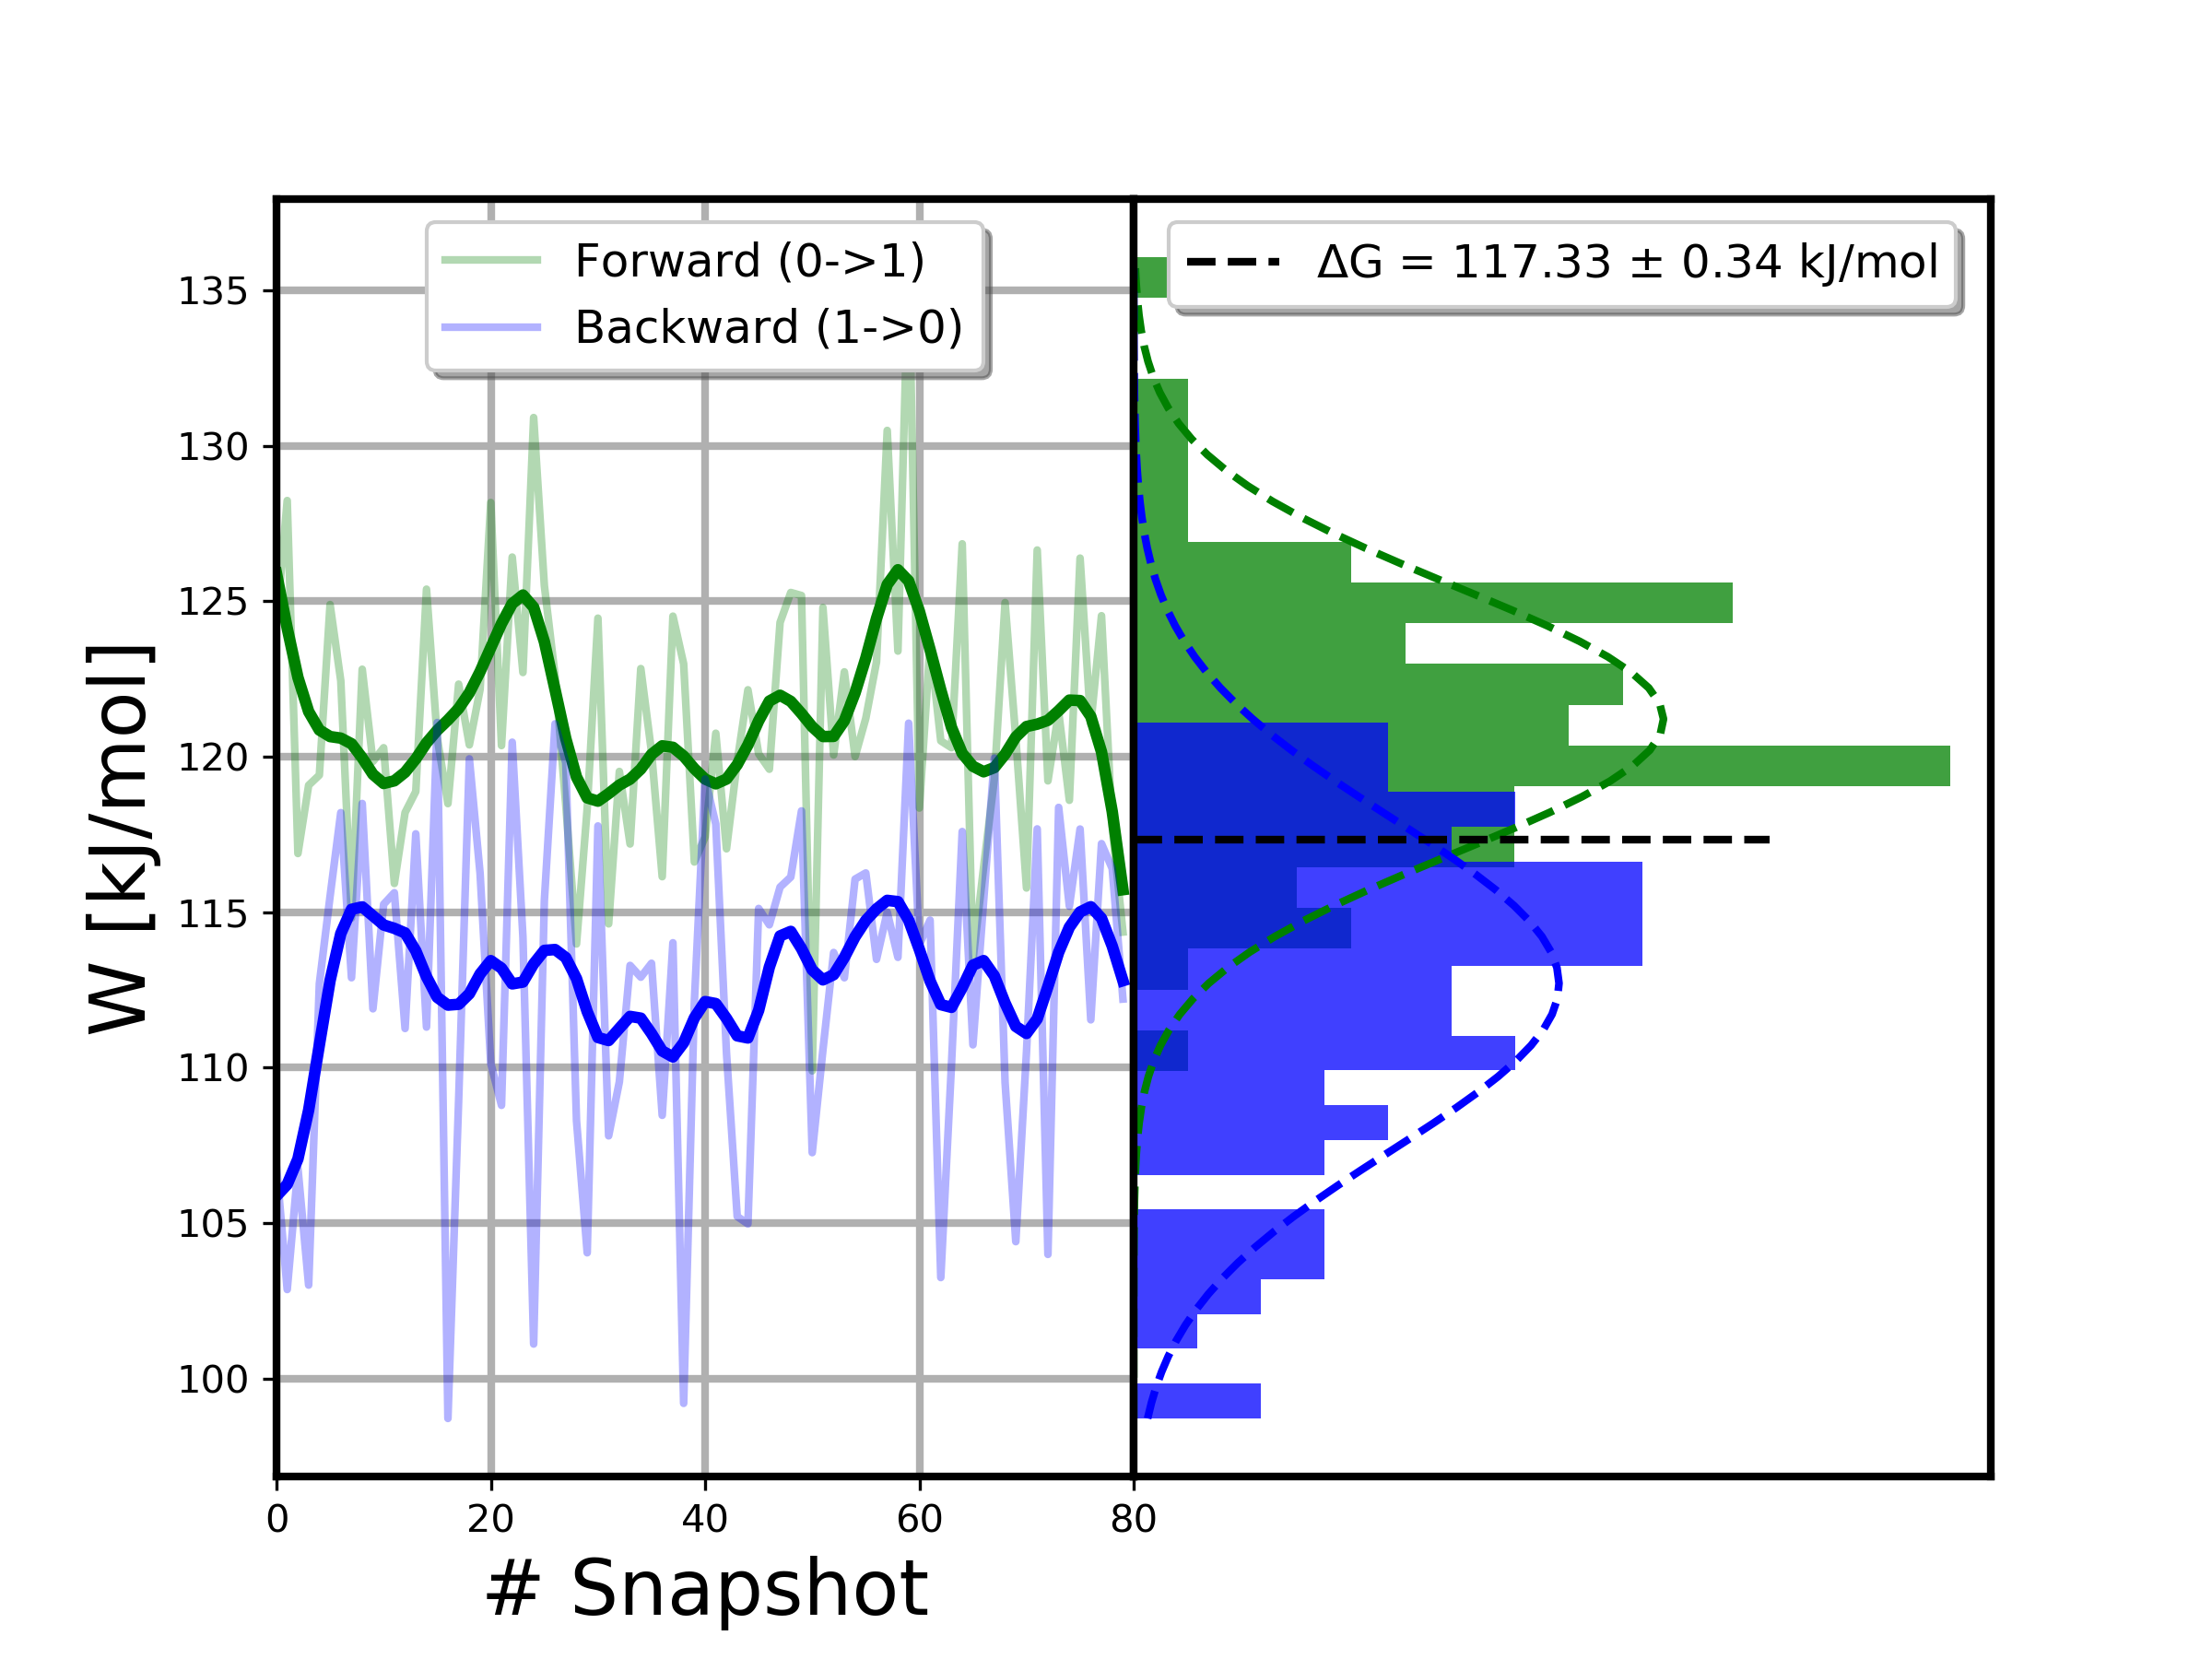 Forward (0->1)
Backward (1->0)
ΔG = 117.33 ± 0.34 kJ/mol
W [kJ/mol]
135
130
125
120
115
110
105
100
0 20 40 60 80
# Snapshot